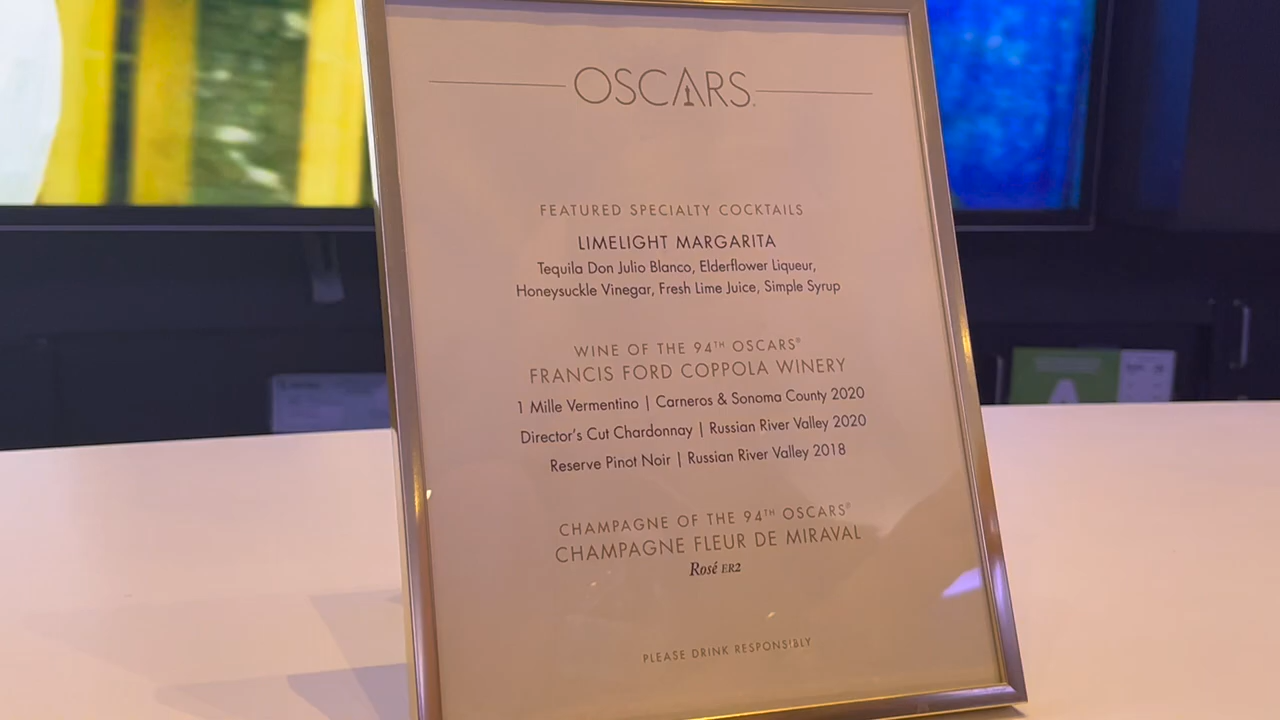 OSCARS.
FEATURED SPECIALTY COCKTAILS
LIMELIGHT MARGARITA
Tequila Don Julio Blanco, Elderflower Liqueur,
Honeysuckle Vinegar, Fresh Lime Juice, Simple Syrup
WINE OF THE 94TH OSCARS®
FRANCIS FORD COPPOLA WINERY
1 Mille Vermentino | Carneros & Sonoma County 2020
Director's Cut Chardonnay | Russian River Valley 2020
Reserve Pinot Noir | Russian River Valley 2018
CHAMPAGNE OF THE 94TH OSCARS®
CHAMPAGNE FLEUR DE MIRAVAL
Rosé ER2
PLEASE DRINK RESPONSIBLY